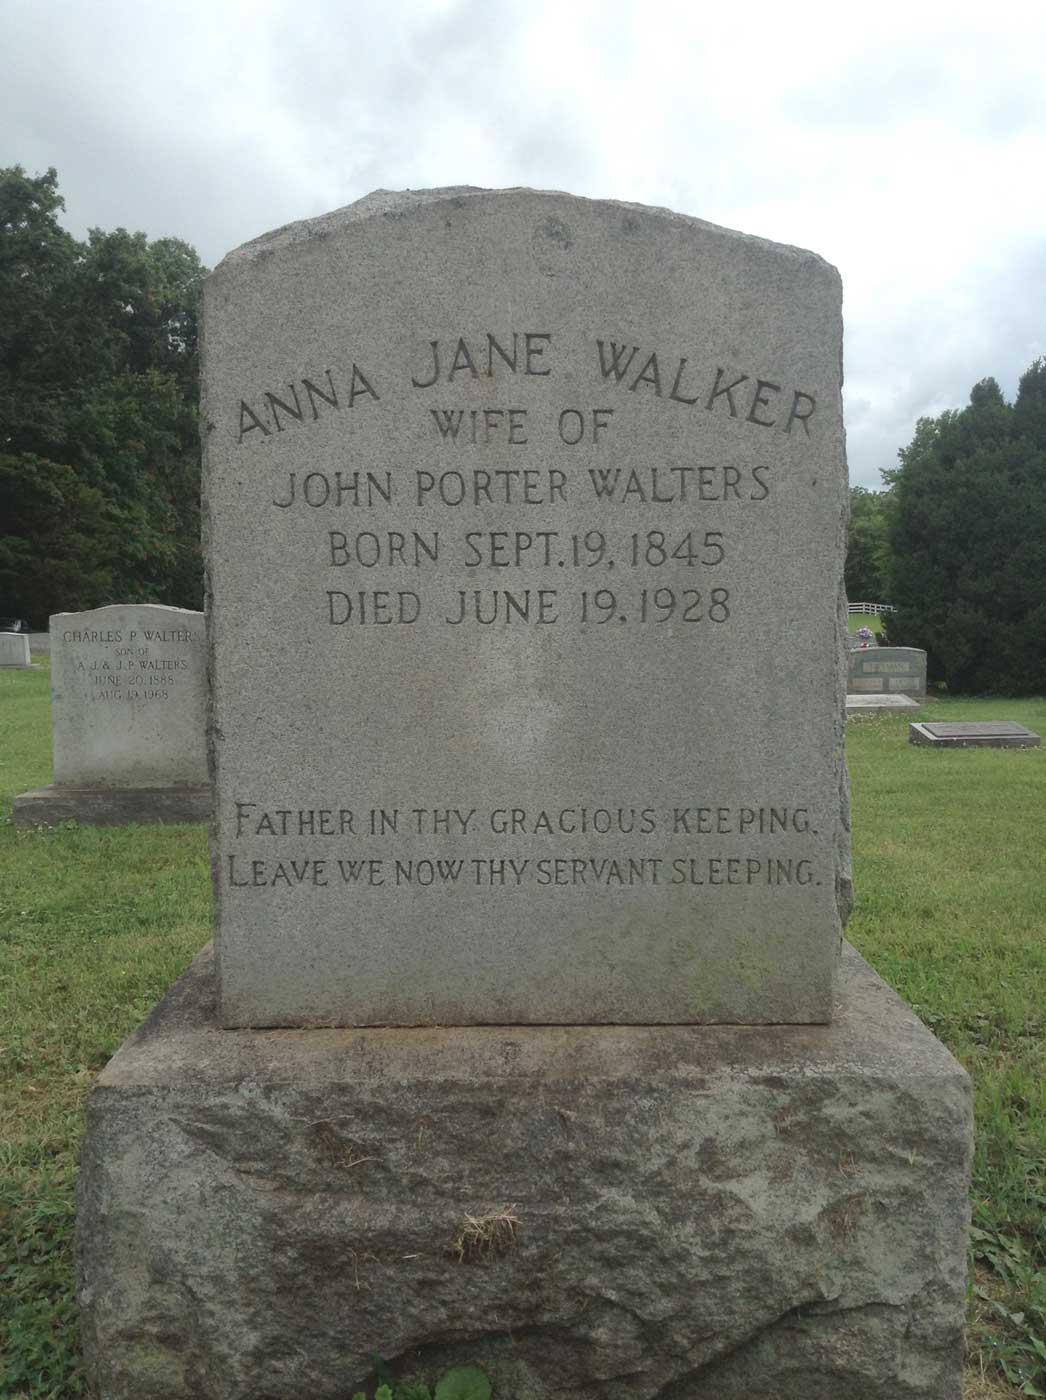 ANNA JANE WALKER
WIFE OF
JOHN PORTER WALTERS
BORN SEPT. 19, 1845
DIED JUNE 19, 1928
FATHER IN THY GRACIOUS KEEPING.
LEAVE WE NOW THY SERVANT SLEEPING.
CHARLES P. WALTER
SON OF
A.J. & J.P. WALTERS
JUNE 20, 1888
AUG 19, 1968